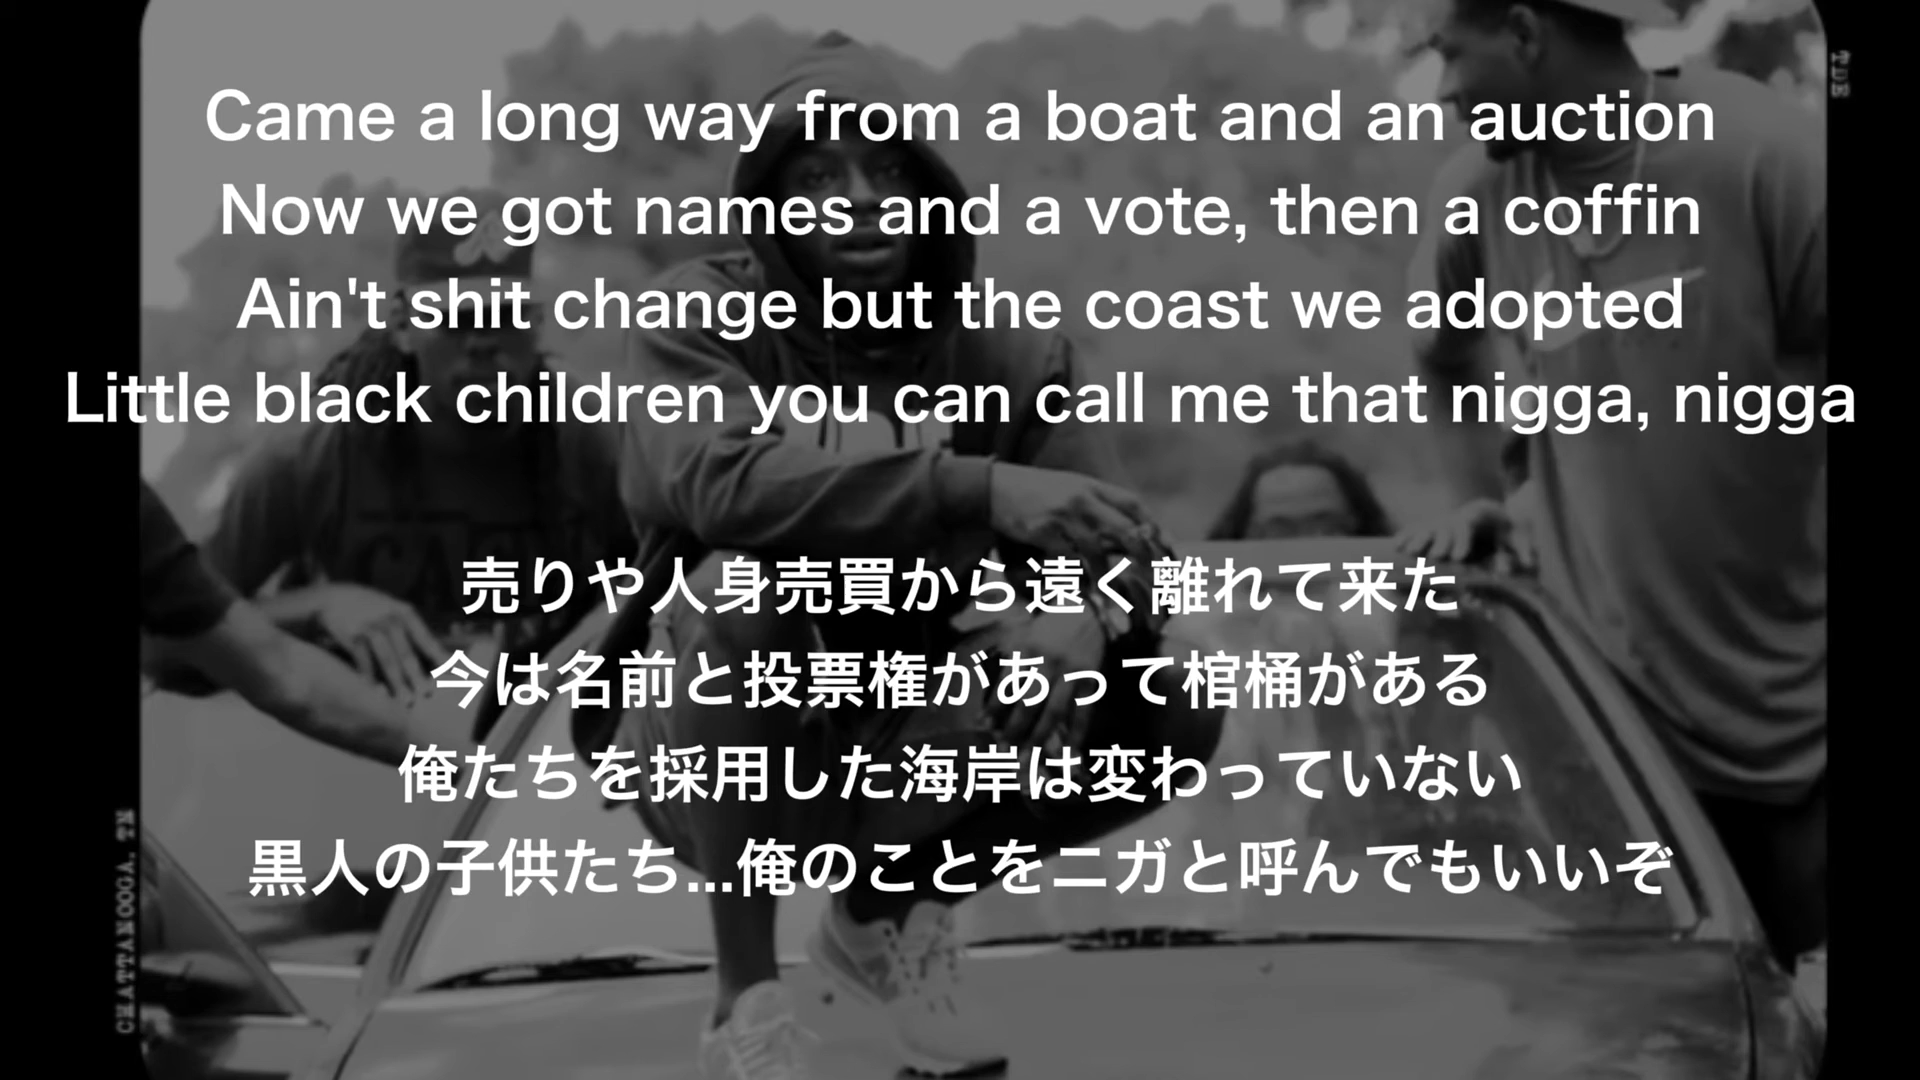 Came a long way from a boat and an auction
Now we got names and a vote, then a coffin
Ain't shit change but the coast we adopted
Little black children you can call me that nigga, nigga
売りや人身売買から遠く離れて来た
今は名前と投票権があって棺桶がある
俺たちを採用した海岸は変わっていない
黒人の子供たち...俺のことをニガと呼んでもいいぞ
TDE
CHATTANOOGA, TN